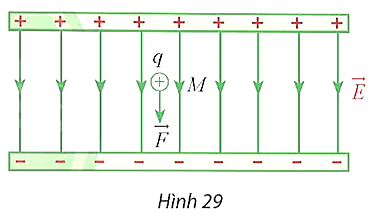 + + + + + + + + +
q
+
M
E⃗
F⃗
− − − − − − − − −
Hình 29